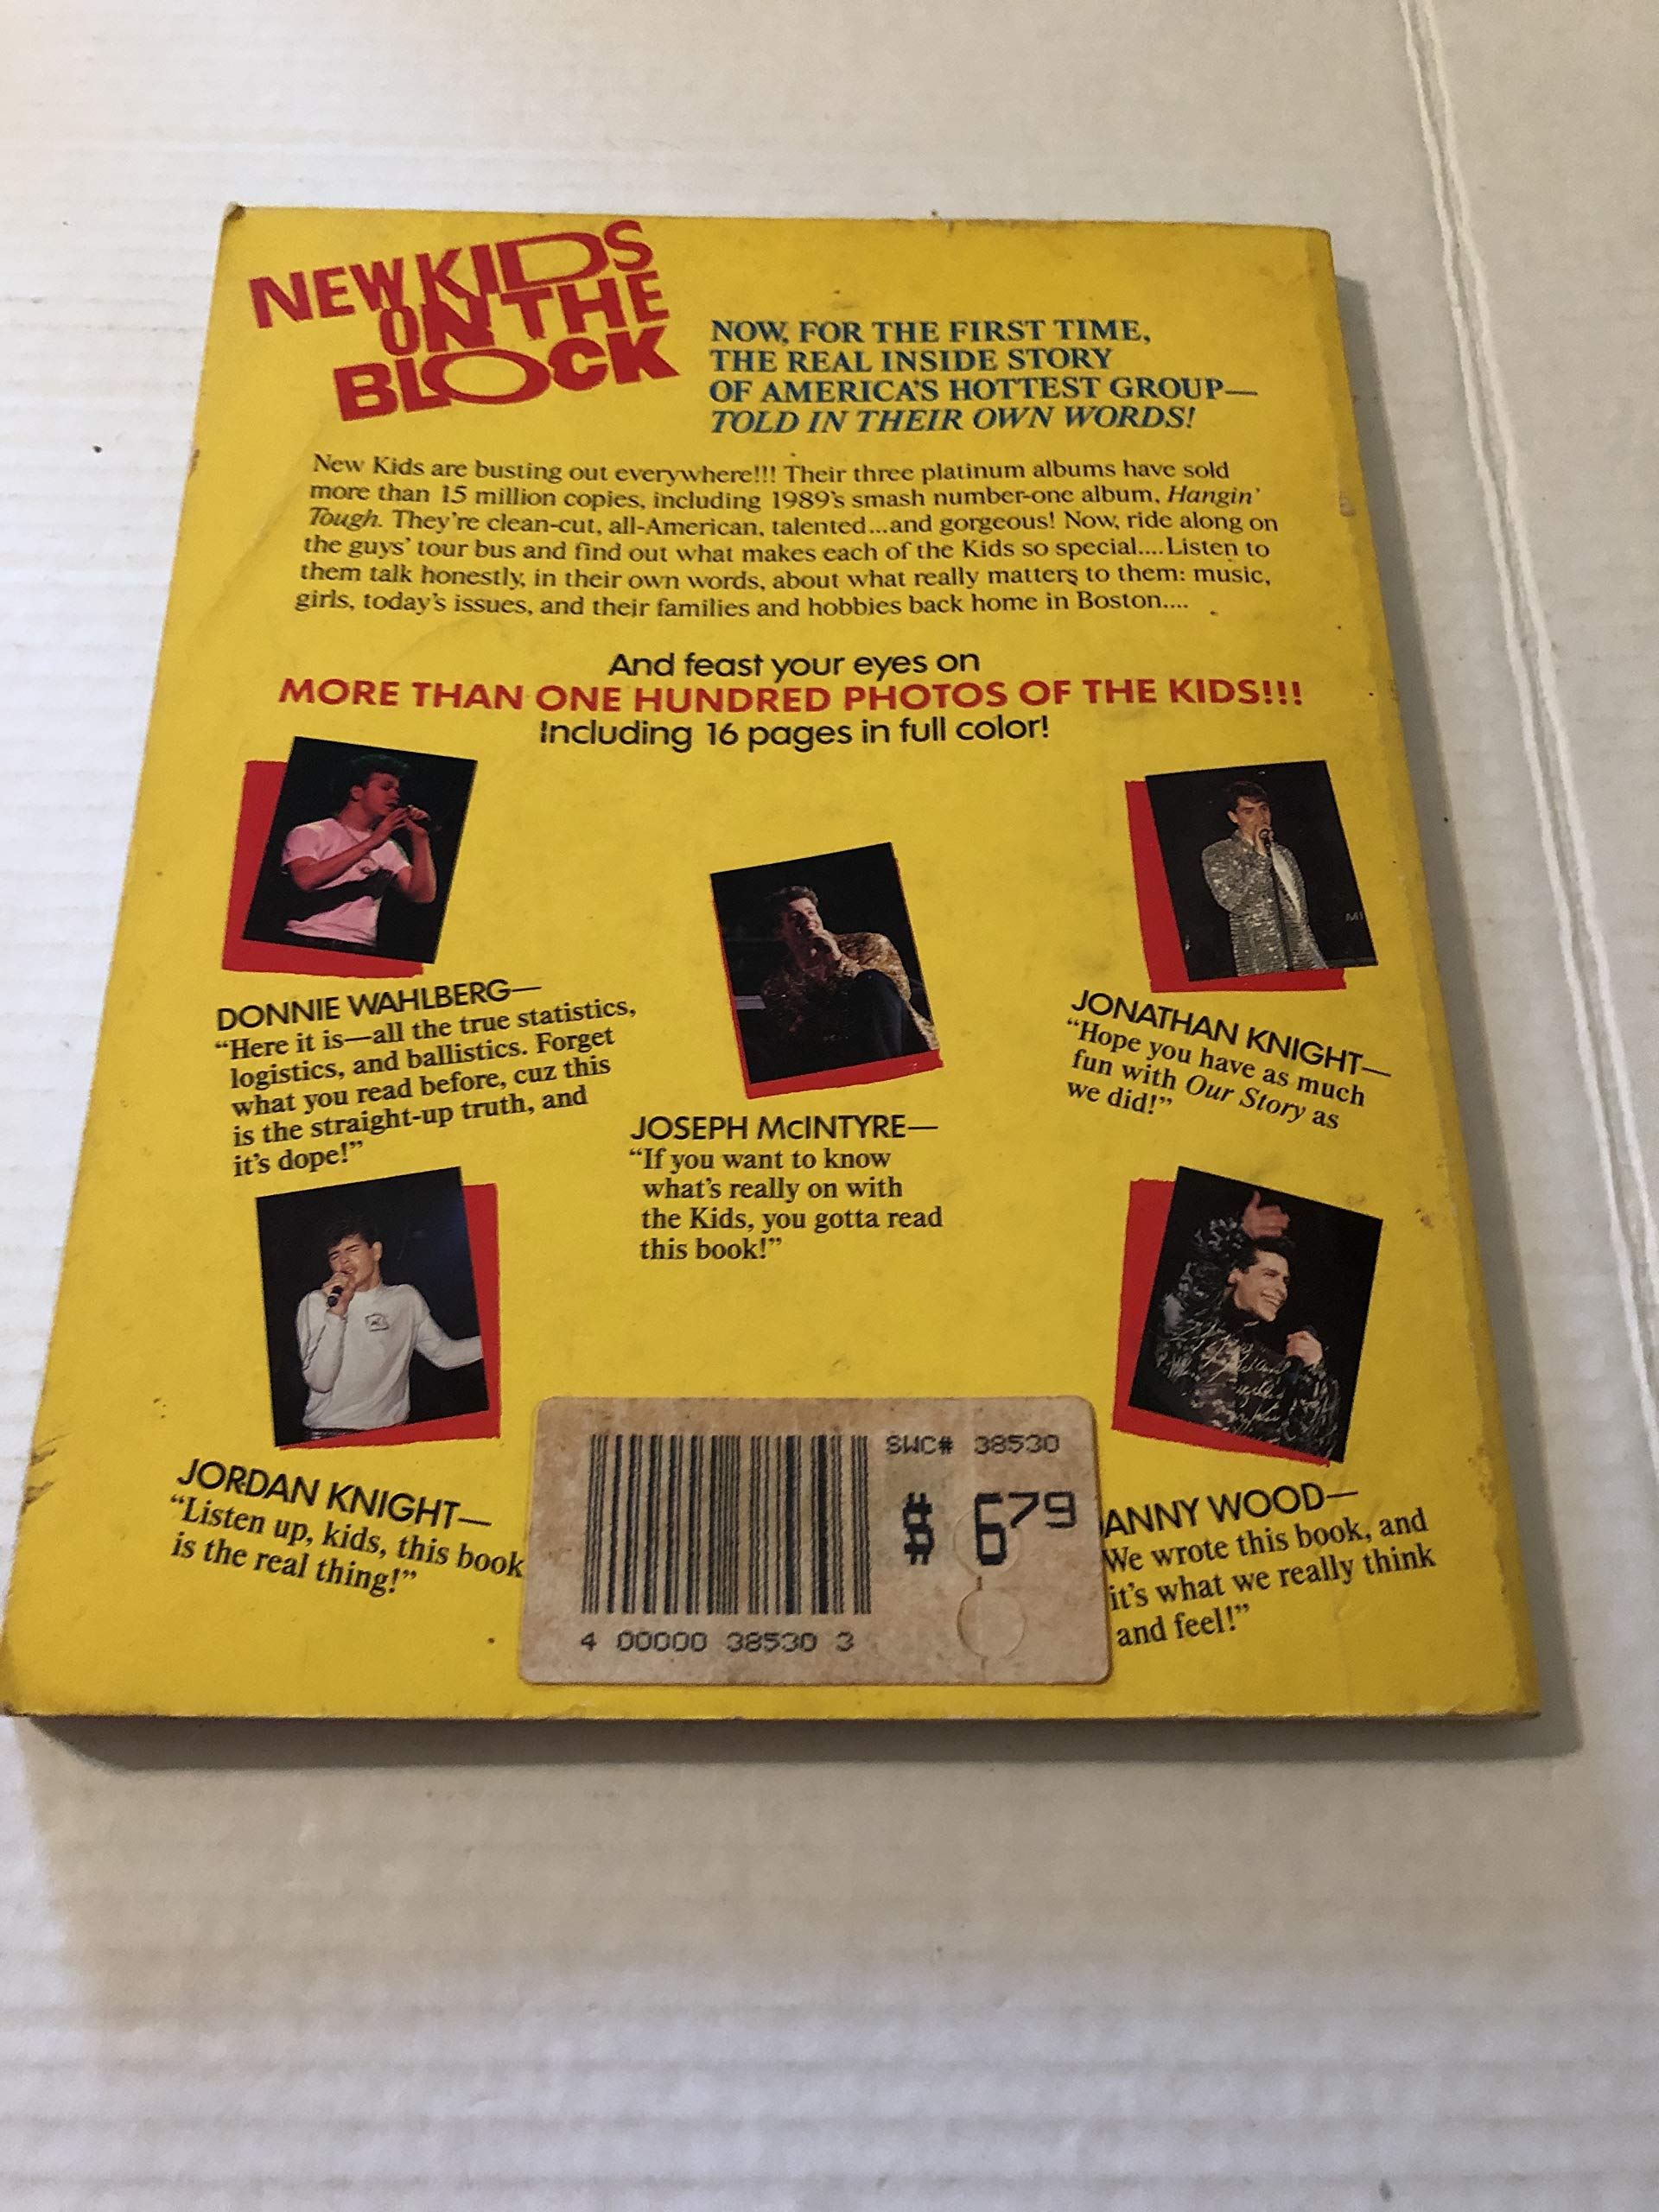 NEW KIDS
ON THE
BLOCK
NOW, FOR THE FIRST TIME,
THE REAL INSIDE STORY
OF AMERICA'S HOTTEST GROUP—
TOLD IN THEIR OWN WORDS!
New Kids are busting out everywhere!!! Their three platinum albums have sold
more than 15 million copies, including 1989's smash number-one album, Hangin'
Tough. They're clean-cut, all-American, talented...and gorgeous! Now, ride along on
the guys' tour bus and find out what makes each of the Kids so special....Listen to
them talk honestly, in their own words, about what really matters to them: music,
girls, today's issues, and their families and hobbies back home in Boston....
And feast your eyes on
MORE THAN ONE HUNDRED PHOTOS OF THE KIDS!!!
Including 16 pages in full color!
DONNIE WAHLBERG—
“Here it is—all the true statistics,
logistics, and ballistics. Forget
what you read before, cuz this
is the straight-up truth, and
it's dope!”
JOSEPH McINTYRE—
“If you want to know
what's really on with
the Kids, you gotta read
this book!”
JONATHAN KNIGHT—
“Hope you have as much
fun with Our Story as
we did!”
JORDAN KNIGHT—
“Listen up, kids, this book
is the real thing!”
SWC# 38530
$ 6 79
4 00000 38530 3
ANNY WOOD—
We wrote this book, and
it's what we really think
and feel!”